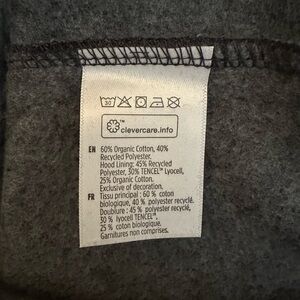 30
clevercare.info
EN 60% Organic Cotton, 40%
Recycled Polyester.
Hood Lining: 45% Recycled
Polyester, 30% TENCEL™ Lyocell,
25% Organic Cotton.
Exclusive of decoration.
FR Tissu principal : 60 % coton
biologique, 40 % polyester recyclé.
Doublure : 45 % polyester recyclé,
30 % lyocell TENCEL™,
25 % coton biologique.
Garnitures non comprises.